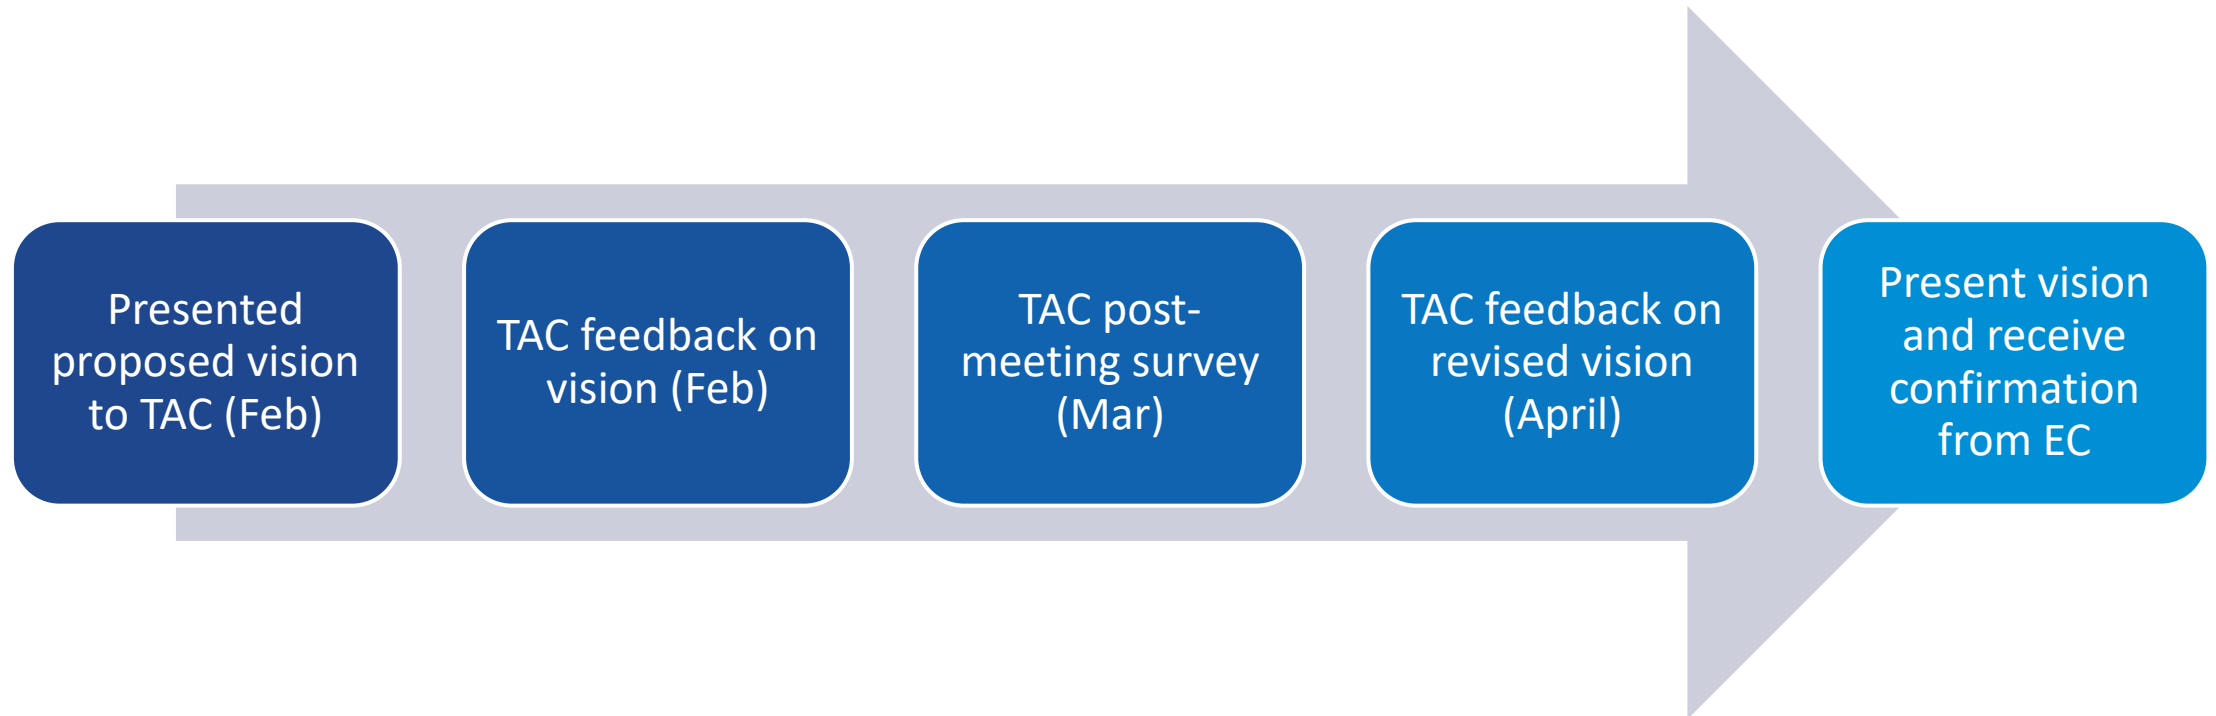 Presented
proposed vision
to TAC (Feb)
TAC feedback on
vision (Feb)
TAC post-
meeting survey
(Mar)
TAC feedback on
revised vision
(April)
Present vision
and receive
confirmation
from EC